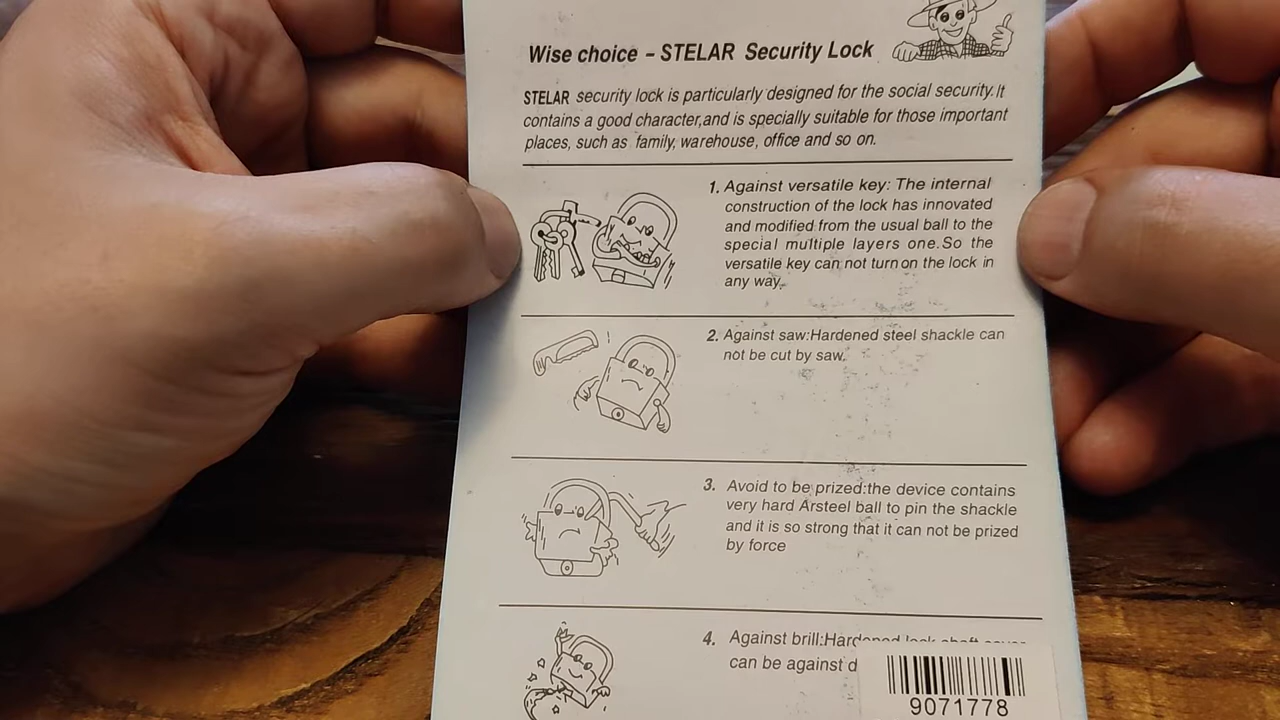 Wise choice – STELAR Security Lock
STELAR security lock is particularly designed for the social security.It
contains a good character,and is specially suitable for those important
places, such as family, warehouse, office and so on.
1. Against versatile key: The internal
construction of the lock has innovated
and modified from the usual ball to the
special multiple layers one.So the
versatile key can not turn on the lock in
any way.
2. Against saw:Hardened steel shackle can
not be cut by saw.
3. Avoid to be prized:the device contains
very hard Arsteel ball to pin the shackle
and it is so strong that it can not be prized
by force
4. Against brill:Hardened lock shaft cover
can be against d
9071778